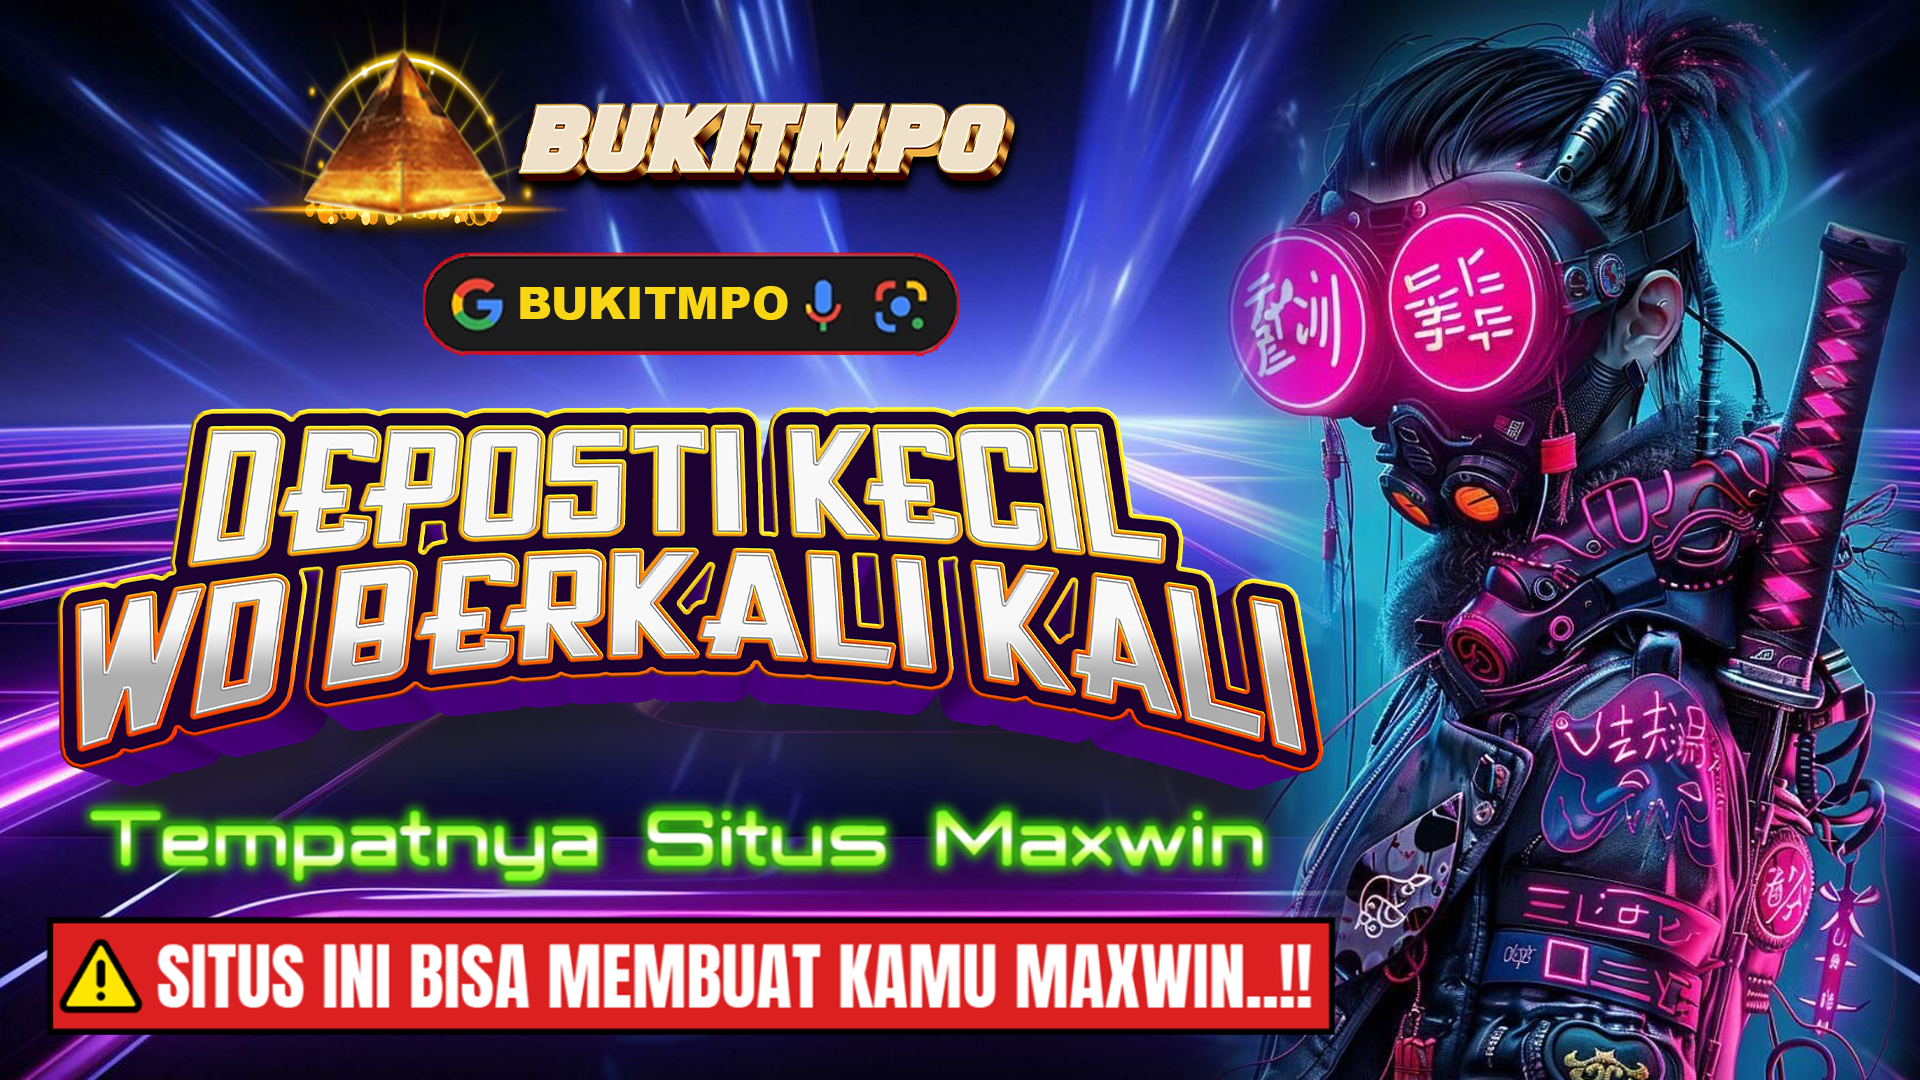 BUKITMPO
BUKITMPO
DEPOSTI KECIL
WD BERKALI KALI
Tempatnya Situs Maxwin
SITUS INI BISA MEMBUAT KAMU MAXWIN..!!